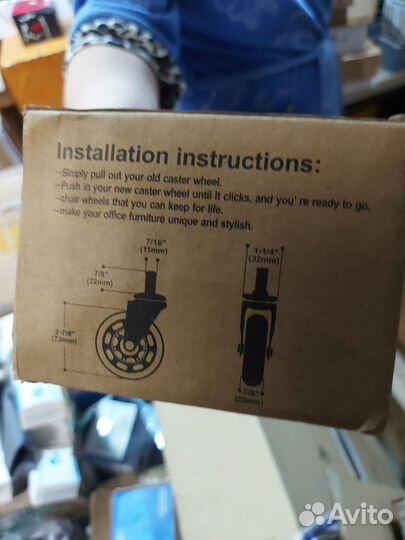 Installation instructions:
-Simply pull out your old caster wheel.
-Push in your new caster wheel until it clicks, and you' re ready to go.
-chair wheels that you can keep for life.
-make your office furniture unique and stylish.
7/16"
(11mm)
1-1/4"
(32mm)
7/8"
(22mm)
2-7/8"
(73mm)
7/8"
(22mm)
Avito